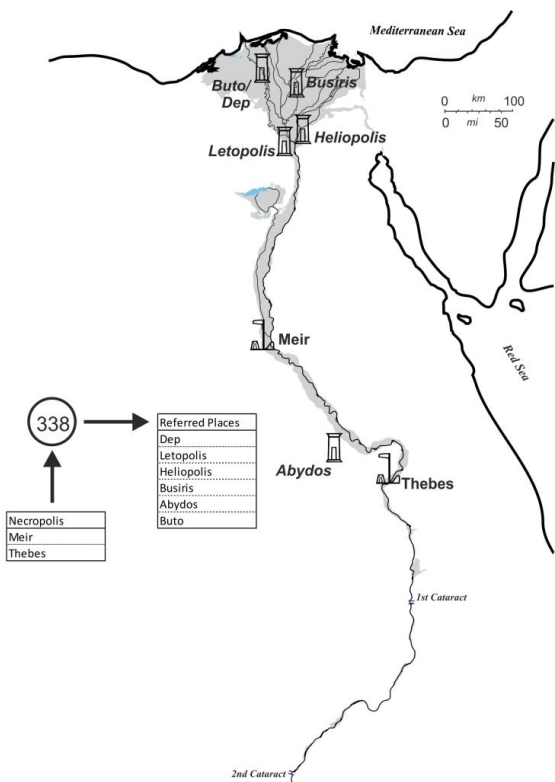 Mediterranean Sea
Buto/
Dep
Busiris
0 km 100
0 mi 50
Heliopolis
Letopolis
Meir
Red Sea
338
Referred Places
Dep
Letopolis
Heliopolis
Busiris
Abydos
Buto
Abydos
Thebes
Necropolis
Meir
Thebes
1st Cataract
2nd Cataract